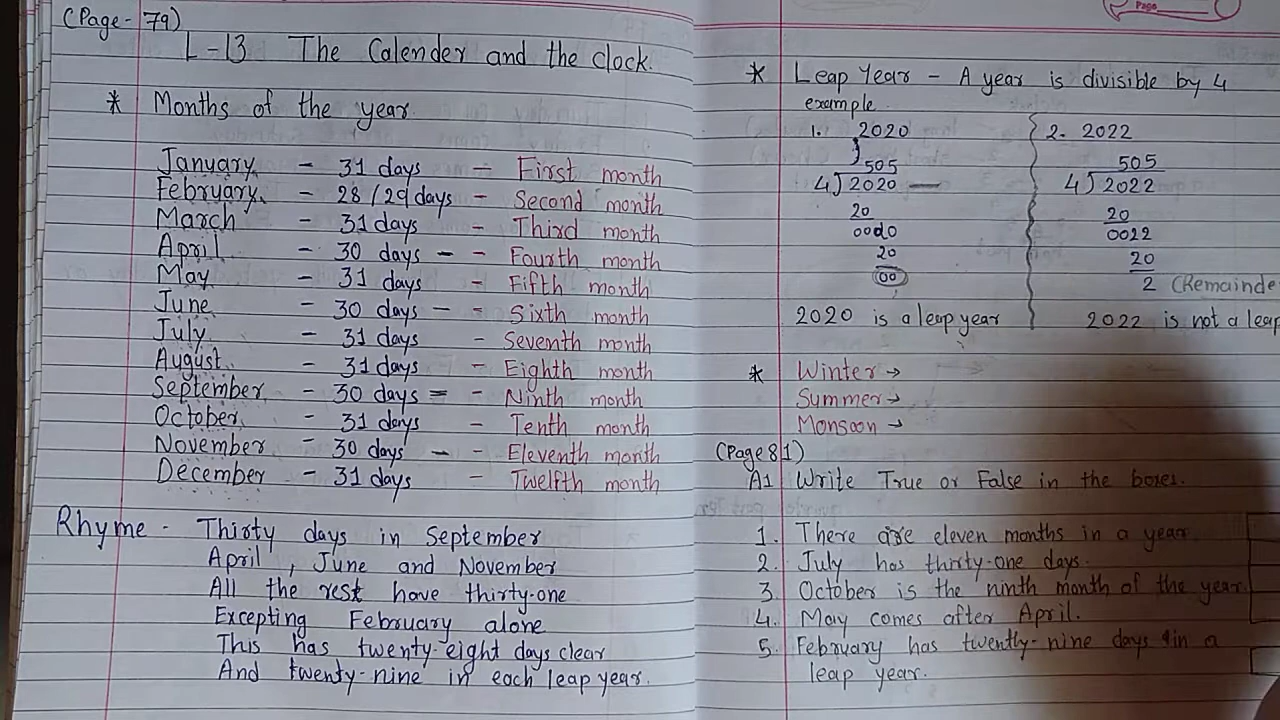 (Page-79)
L-13 The Calender and the clock.
* Months of the year.
January - 31 days - First month
February. - 28/29 days - Second month
March - 31 days - Third month
April - 30 days - - Fourth month
May - 31 days - Fifth month
June - 30 days - - Sixth month
July - 31 days - Seventh month
August - 31 days - Eighth month
September - 30 days = - Ninth month
October - 31 days - Tenth month
November - 30 days - - Eleventh month
December - 31 days - Twelfth month
Rhyme - Thirty days in September
April, June and November
All the rest have thirty-one
Excepting February alone
This has twenty-eight days clear
And twenty-nine in each leap year.
Page
* Leap Year - A year is divisible by 4
example.
1. 2020 2. 2022
505 505
4)2020 — 4)2022
20 20
0020 0022
20 20
00 2 (Remainde
2020 is a leap year 2022 is not a leap
* Winter →
Summer →
Monsoon →
(Page 81)
A1 Write True or False in the boxes.
1. There are eleven months in a year.
2. July has thirty-one days.
3. October is the ninth month of the year.
4. May comes after April.
5. February has twently-nine days in a
leap year.